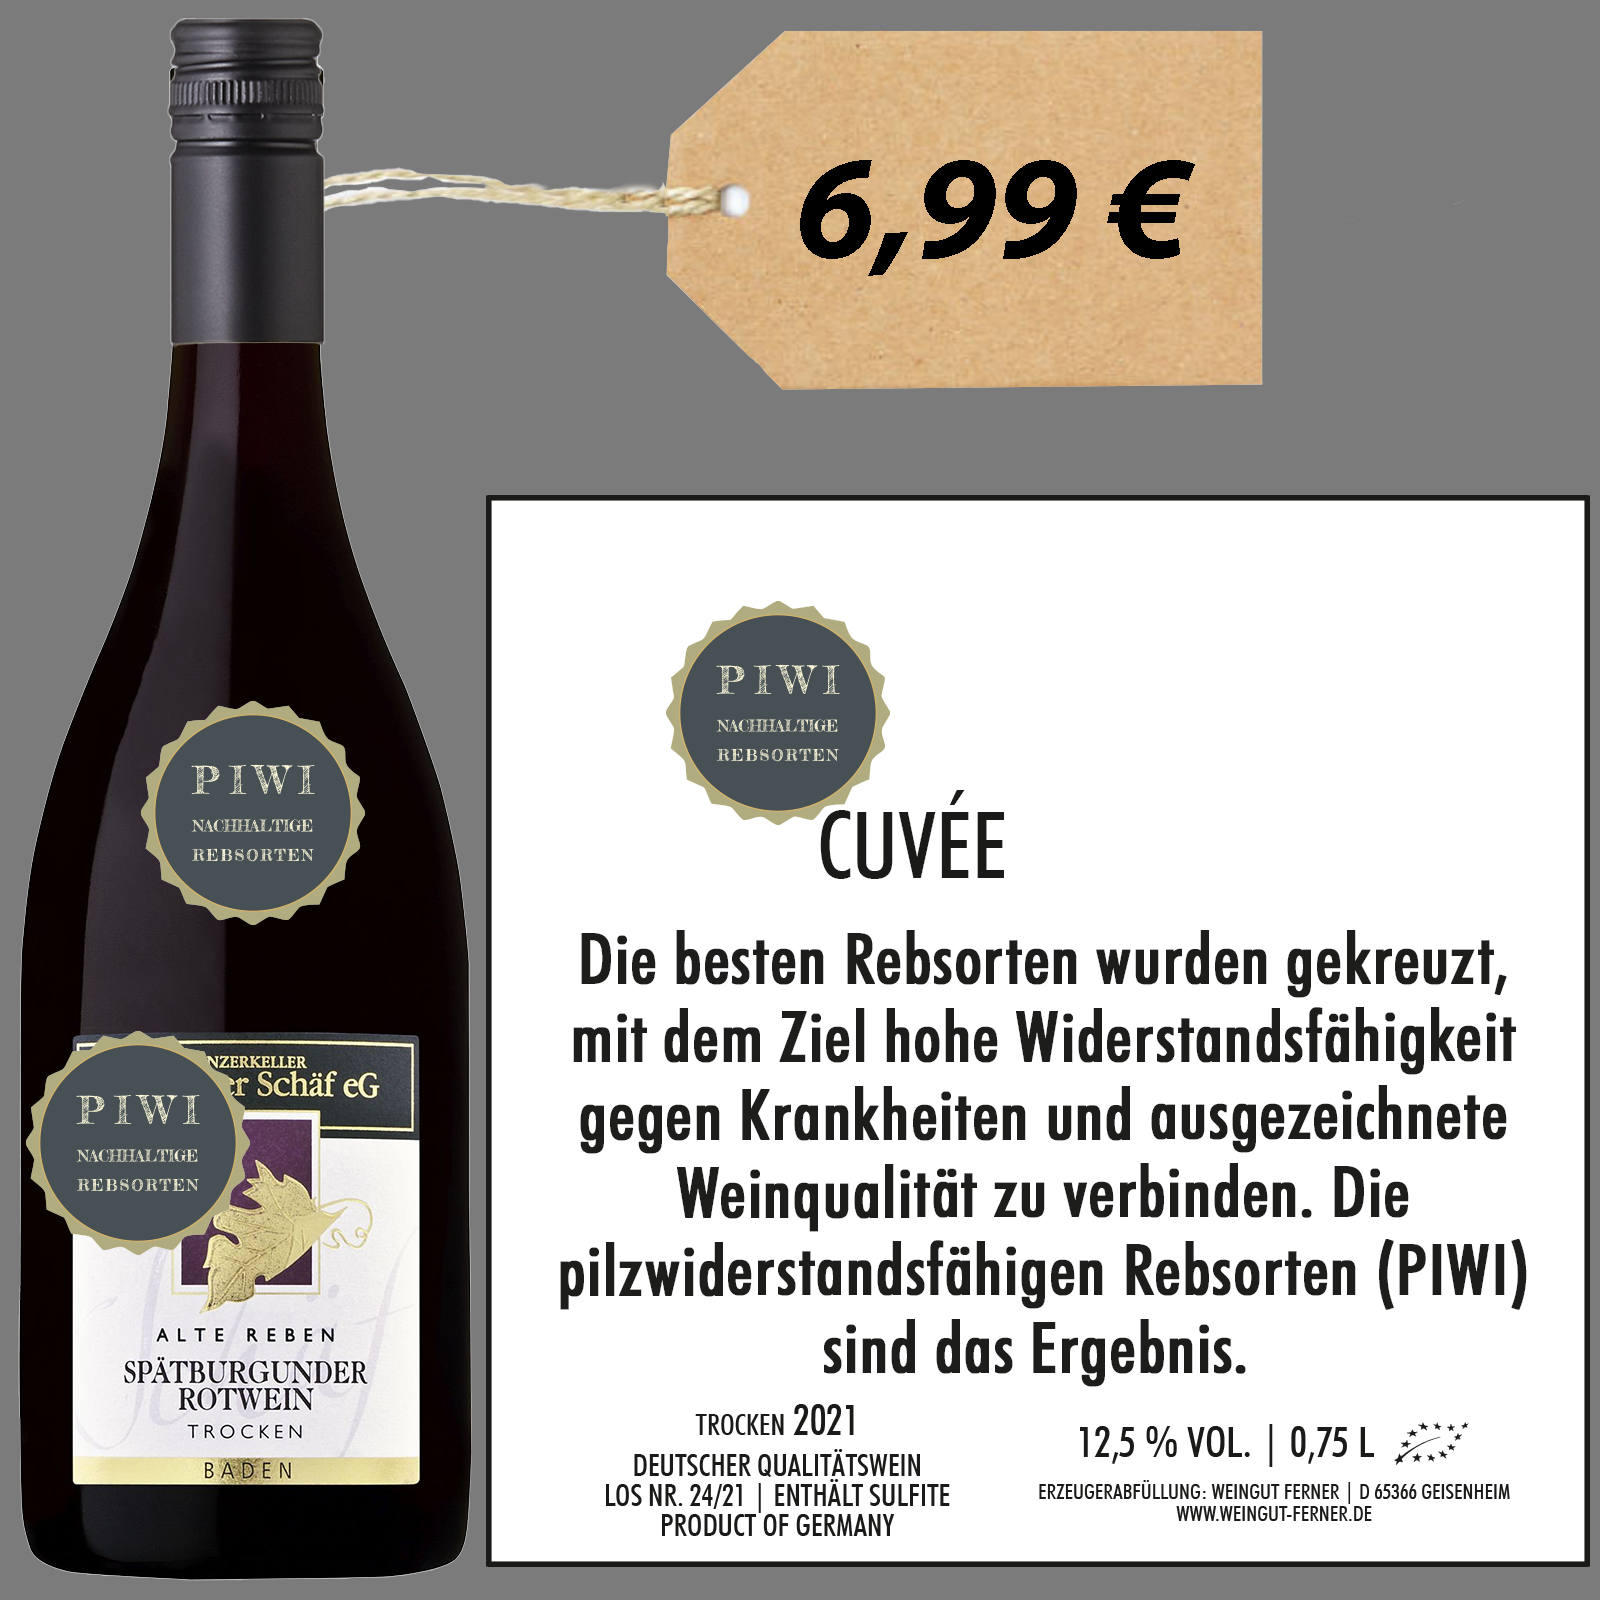 6,99 €
PIWI
NACHHALTIGE
REBSORTEN
CUVÉE
Die besten Rebsorten wurden gekreuzt,
mit dem Ziel hohe Widerstandsfähigkeit
gegen Krankheiten und ausgezeichnete
Weinqualität zu verbinden. Die
pilzwiderstandsfähigen Rebsorten (PIWI)
sind das Ergebnis.
TROCKEN 2021
DEUTSCHER QUALITÄTSWEIN
LOS NR. 24/21 | ENTHÄLT SULFITE
PRODUCT OF GERMANY
12,5 % VOL. | 0,75 L
ERZEUGERABFÜLLUNG: WEINGUT FERNER | D 65366 GEISENHEIM
WWW.WEINGUT-FERNER.DE
PIWI
NACHHALTIGE
REBSORTEN
Schäf eG
PIWI
NACHHALTIGE
REBSORTEN
ALTE REBEN
SPÄTBURGUNDER
ROTWEIN
TROCKEN
BADEN